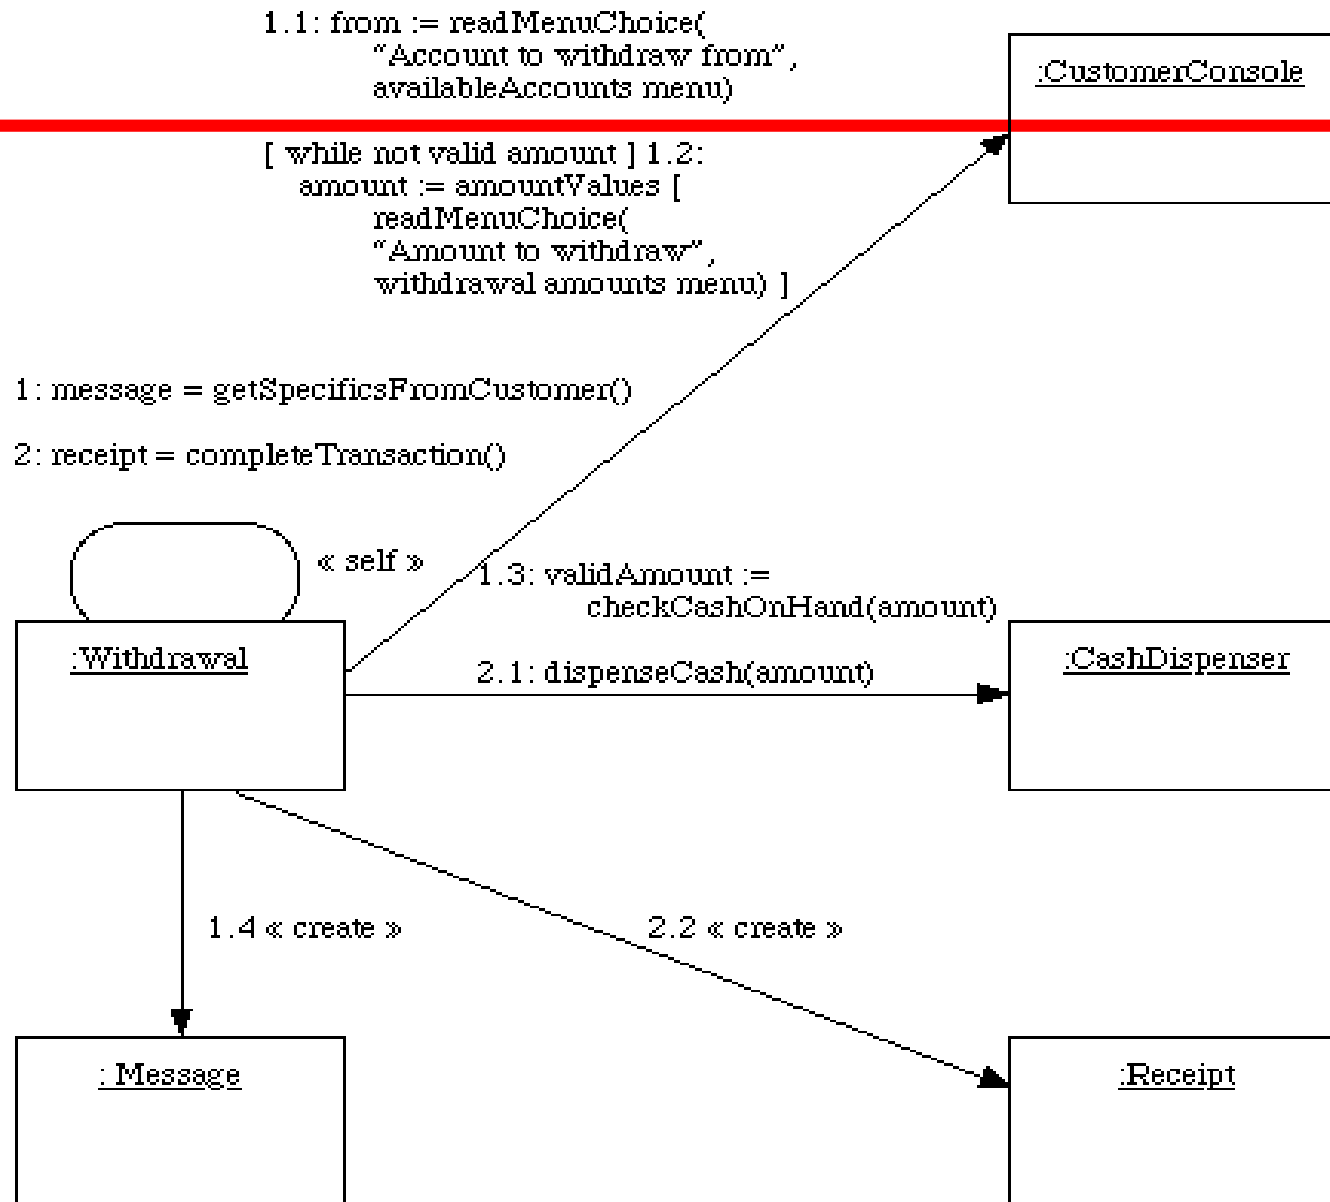 1.1: from := readMenuChoice(
"Account to withdraw from",
availableAccounts menu)
:CustomerConsole
[ while not valid amount ] 1.2:
amount := amountValues [
readMenuChoice(
"Amount to withdraw",
withdrawal amounts menu) ]
1: message = getSpecificsFromCustomer()
2: receipt = completeTransaction()
« self »
1.3: validAmount :=
checkCashOnHand(amount)
:Withdrawal
2.1: dispenseCash(amount)
:CashDispenser
1.4 « create »
2.2 « create »
: Message
:Receipt